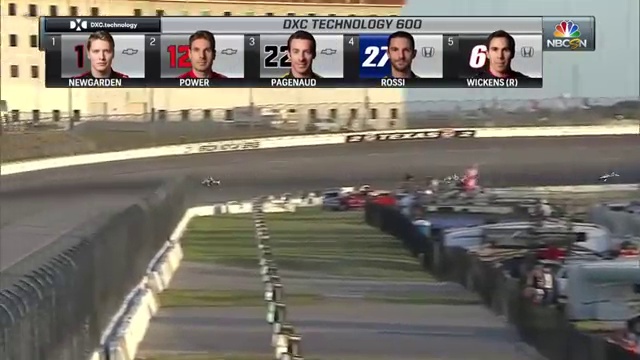 DXC.technology
DXC TECHNOLOGY 600
NBCSN
1 1 NEWGARDEN
2 12 POWER
3 22 PAGENAUD
4 27 ROSSI
5 6 WICKENS (R)
TEXAS